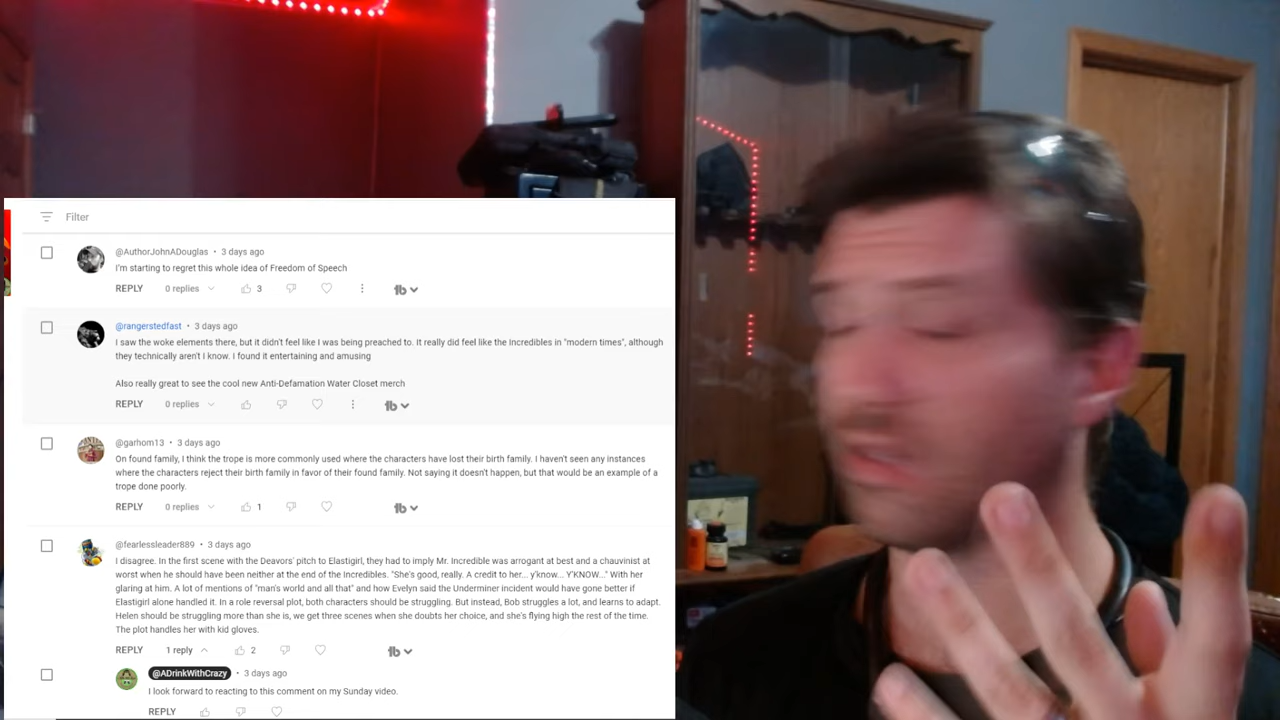 Filter
@AuthorJohnADouglas • 3 days ago
I'm starting to regret this whole idea of Freedom of Speech
REPLY 0 replies 3
@rangerstedfast • 3 days ago
I saw the woke elements there, but it didn't feel like I was being preached to. It really did feel like the Incredibles in "modern times", although
they technically aren't I know. I found it entertaining and amusing
Also really great to see the cool new Anti-Defamation Water Closet merch
REPLY 0 replies
@garhom13 • 3 days ago
On found family, I think the trope is more commonly used where the characters have lost their birth family. I haven't seen any instances
where the characters reject their birth family in favor of their found family. Not saying it doesn't happen, but that would be an example of a
trope done poorly.
REPLY 0 replies 1
@fearlessleader889 • 3 days ago
I disagree. In the first scene with the Deavors' pitch to Elastigirl, they had to imply Mr. Incredible was arrogant at best and a chauvinist at
worst when he should have been neither at the end of the Incredibles. "She's good, really. A credit to her... y'know... Y'KNOW..." With her
glaring at him. A lot of mentions of "man's world and all that" and how Evelyn said the Underminer incident would have gone better if
Elastigirl alone handled it. In a role reversal plot, both characters should be struggling. But instead, Bob struggles a lot, and learns to adapt.
Helen should be struggling more than she is, we get three scenes when she doubts her choice, and she's flying high the rest of the time.
The plot handles her with kid gloves.
REPLY 1 reply 2
@ADrinkWithCrazy • 3 days ago
I look forward to reacting to this comment on my Sunday video.
REPLY